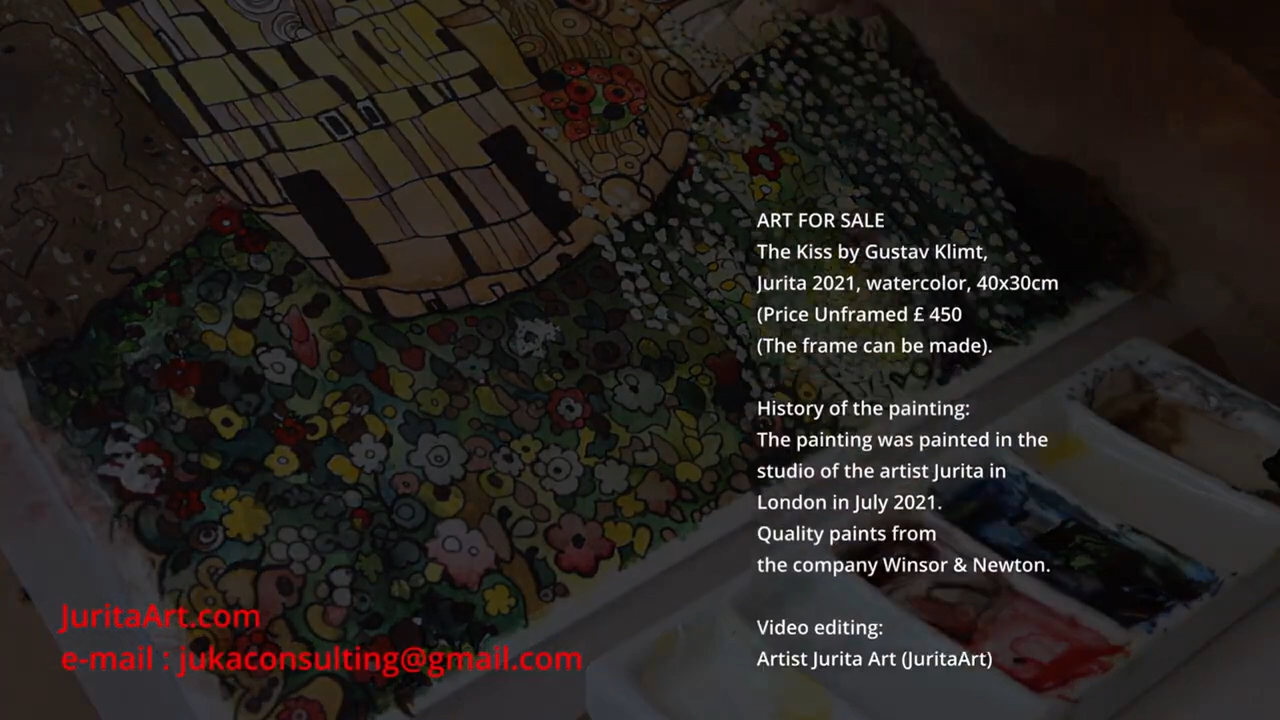 ART FOR SALE
The Kiss by Gustav Klimt,
Jurita 2021, watercolor, 40x30cm
(Price Unframed £ 450
(The frame can be made).
History of the painting:
The painting was painted in the
studio of the artist Jurita in
London in July 2021.
Quality paints from
the company Winsor & Newton.
Video editing:
Artist Jurita Art (JuritaArt)
JuritaArt.com
e-mail : jukaconsulting@gmail.com